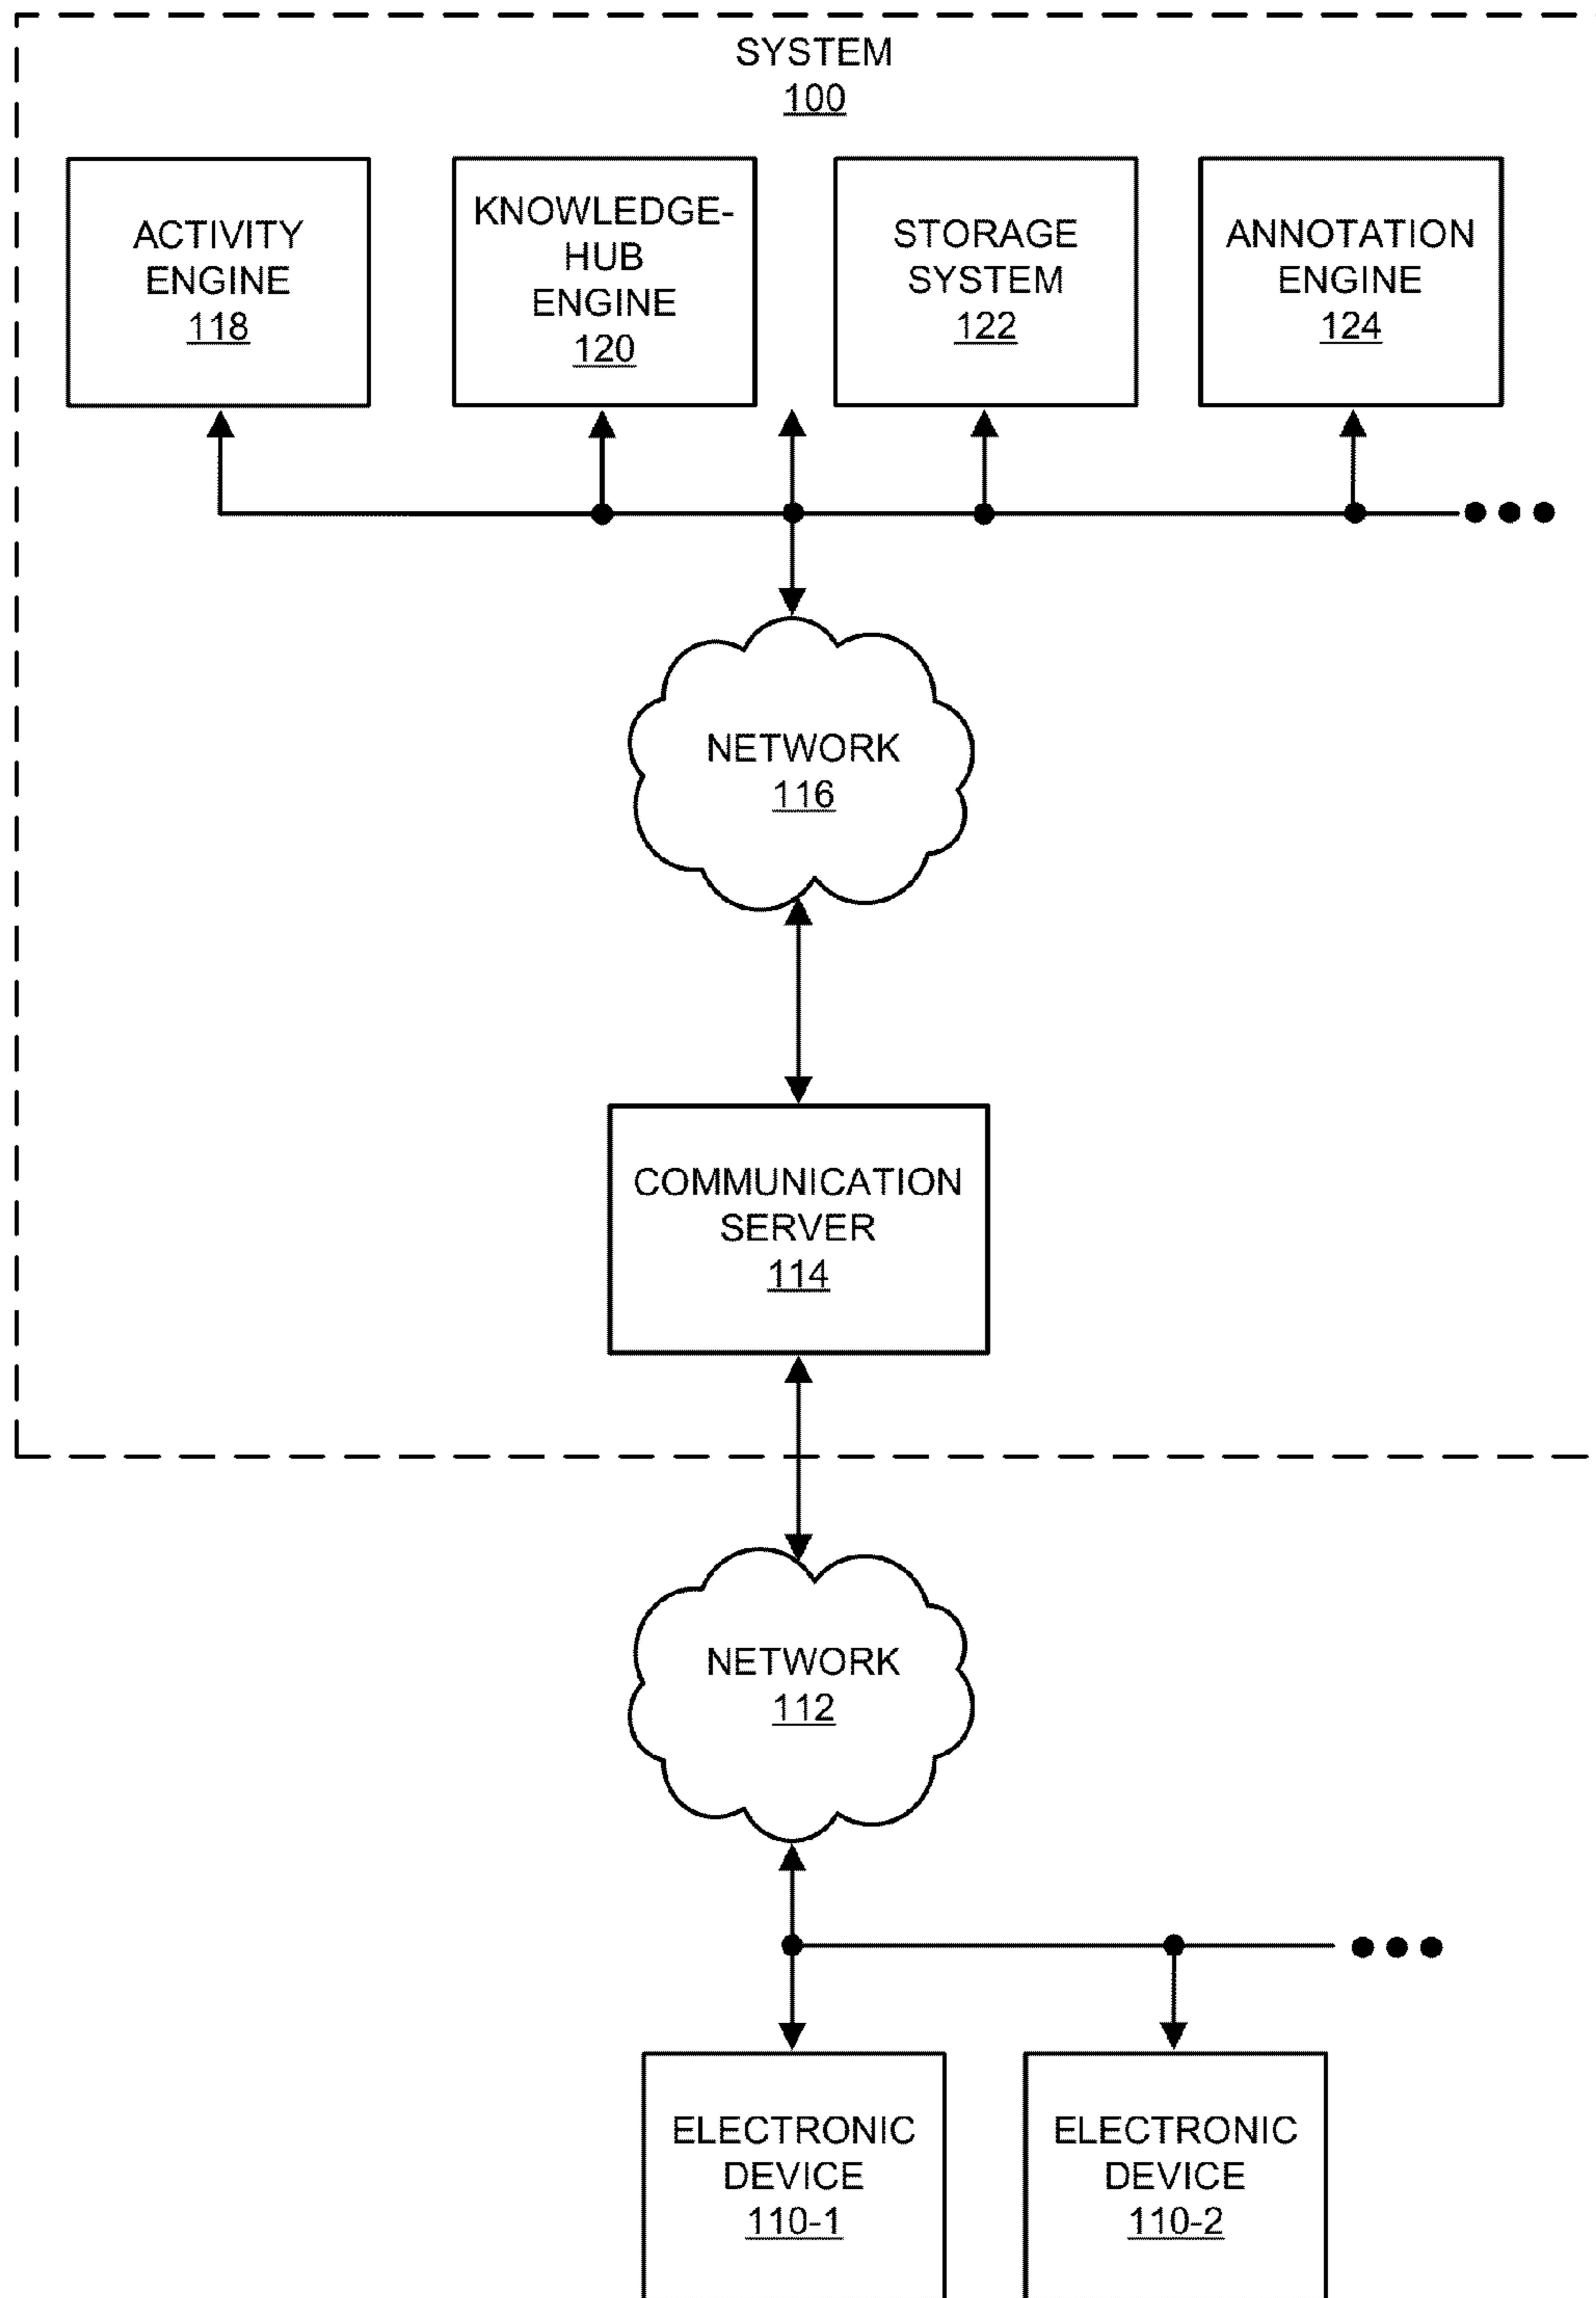 SYSTEM
100
ACTIVITY
ENGINE
118
KNOWLEDGE-
HUB
ENGINE
120
STORAGE
SYSTEM
122
ANNOTATION
ENGINE
124
NETWORK
116
COMMUNICATION
SERVER
114
NETWORK
112
ELECTRONIC
DEVICE
110-1
ELECTRONIC
DEVICE
110-2